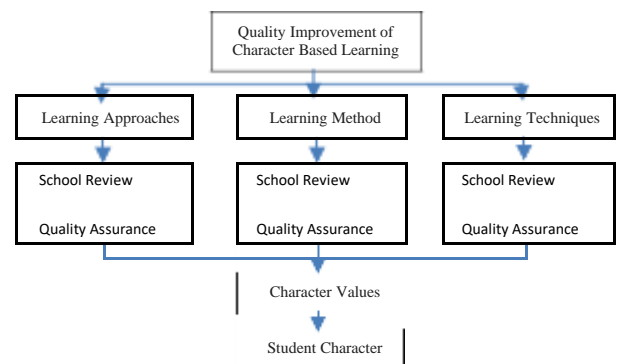 Quality Improvement of
Character Based Learning
Learning Approaches
Learning Method
Learning Techniques
School Review
Quality Assurance
School Review
Quality Assurance
School Review
Quality Assurance
Character Values
Student Character